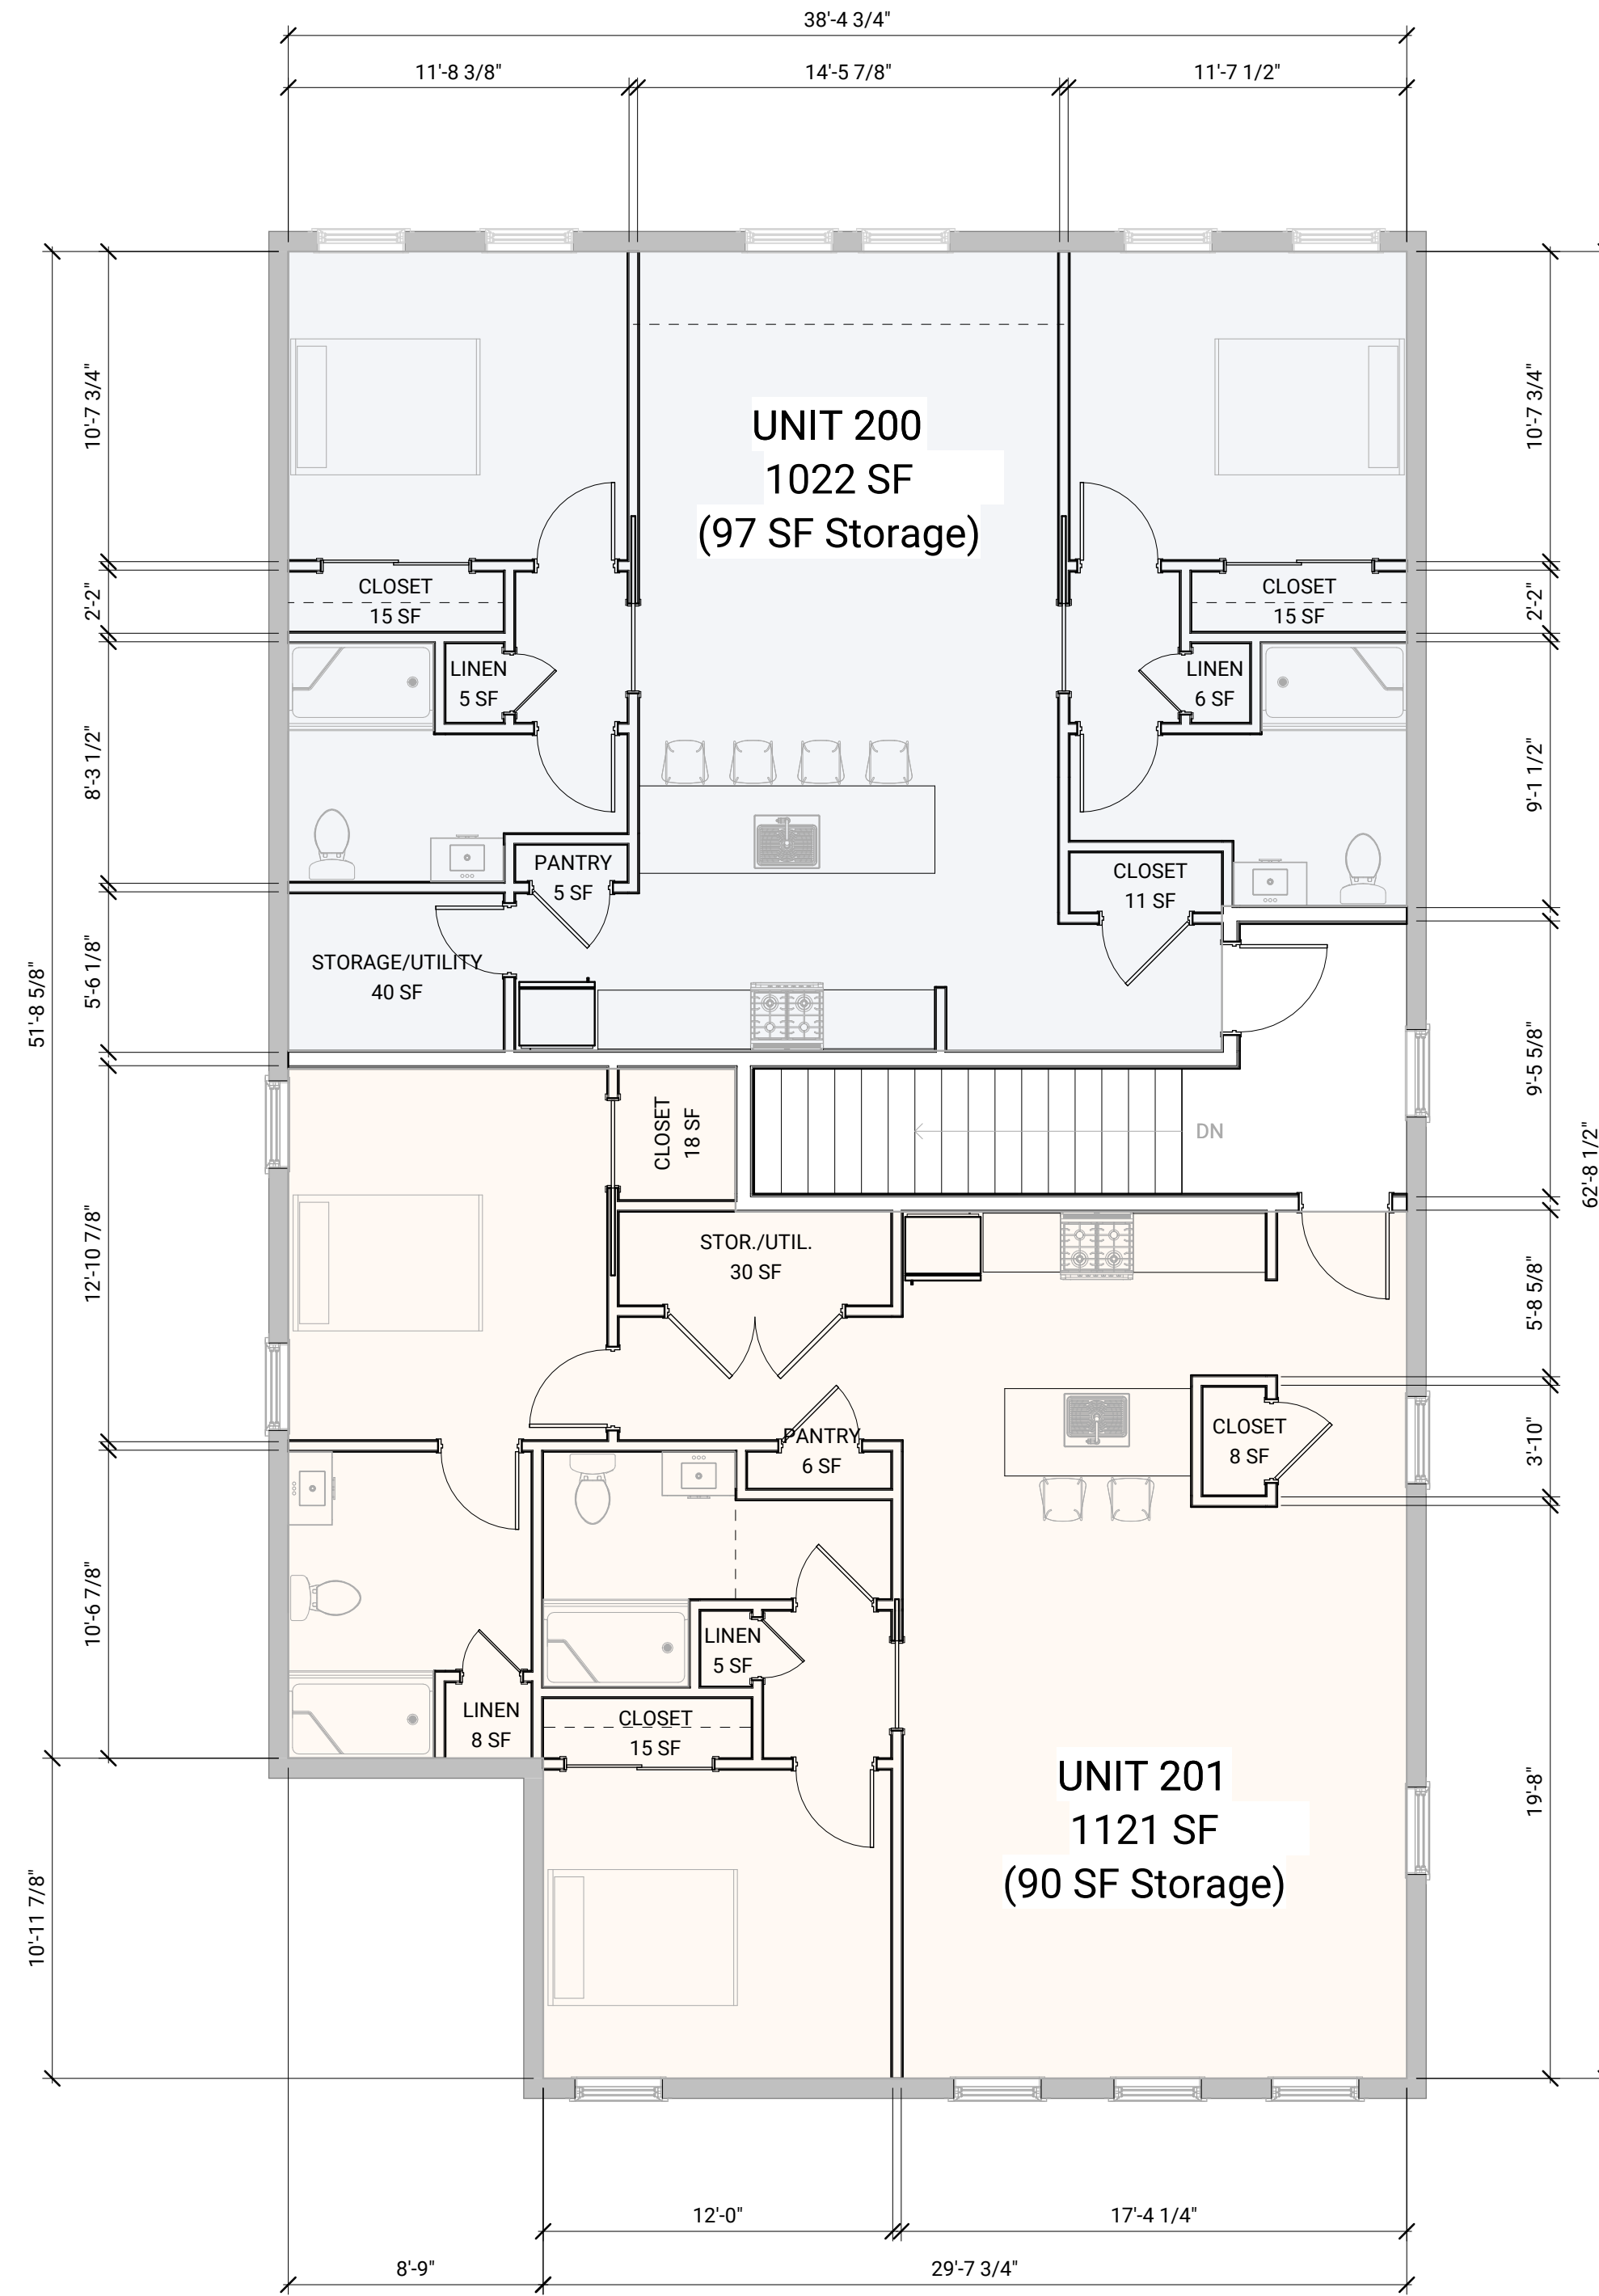 38'-4 3/4"
11'-8 3/8"
14'-5 7/8"
11'-7 1/2"
10'-7 3/4"
UNIT 200
1022 SF
(97 SF Storage)
10'-7 3/4"
2'-2"
CLOSET
15 SF
CLOSET
15 SF
2'-2"
LINEN
5 SF
LINEN
6 SF
8'-3 1/2"
9'-1 1/2"
PANTRY
5 SF
CLOSET
11 SF
51'-8 5/8"
5'-6 1/8"
STORAGE/UTILITY
40 SF
9'-5 5/8"
CLOSET
18 SF
DN
62'-8 1/2"
12'-10 7/8"
STOR./UTIL.
30 SF
5'-8 5/8"
PANTRY
6 SF
CLOSET
8 SF
3'-10"
10'-6 7/8"
LINEN
5 SF
LINEN
8 SF
CLOSET
15 SF
UNIT 201
1121 SF
(90 SF Storage)
19'-8"
10'-11 7/8"
12'-0"
17'-4 1/4"
8'-9"
29'-7 3/4"